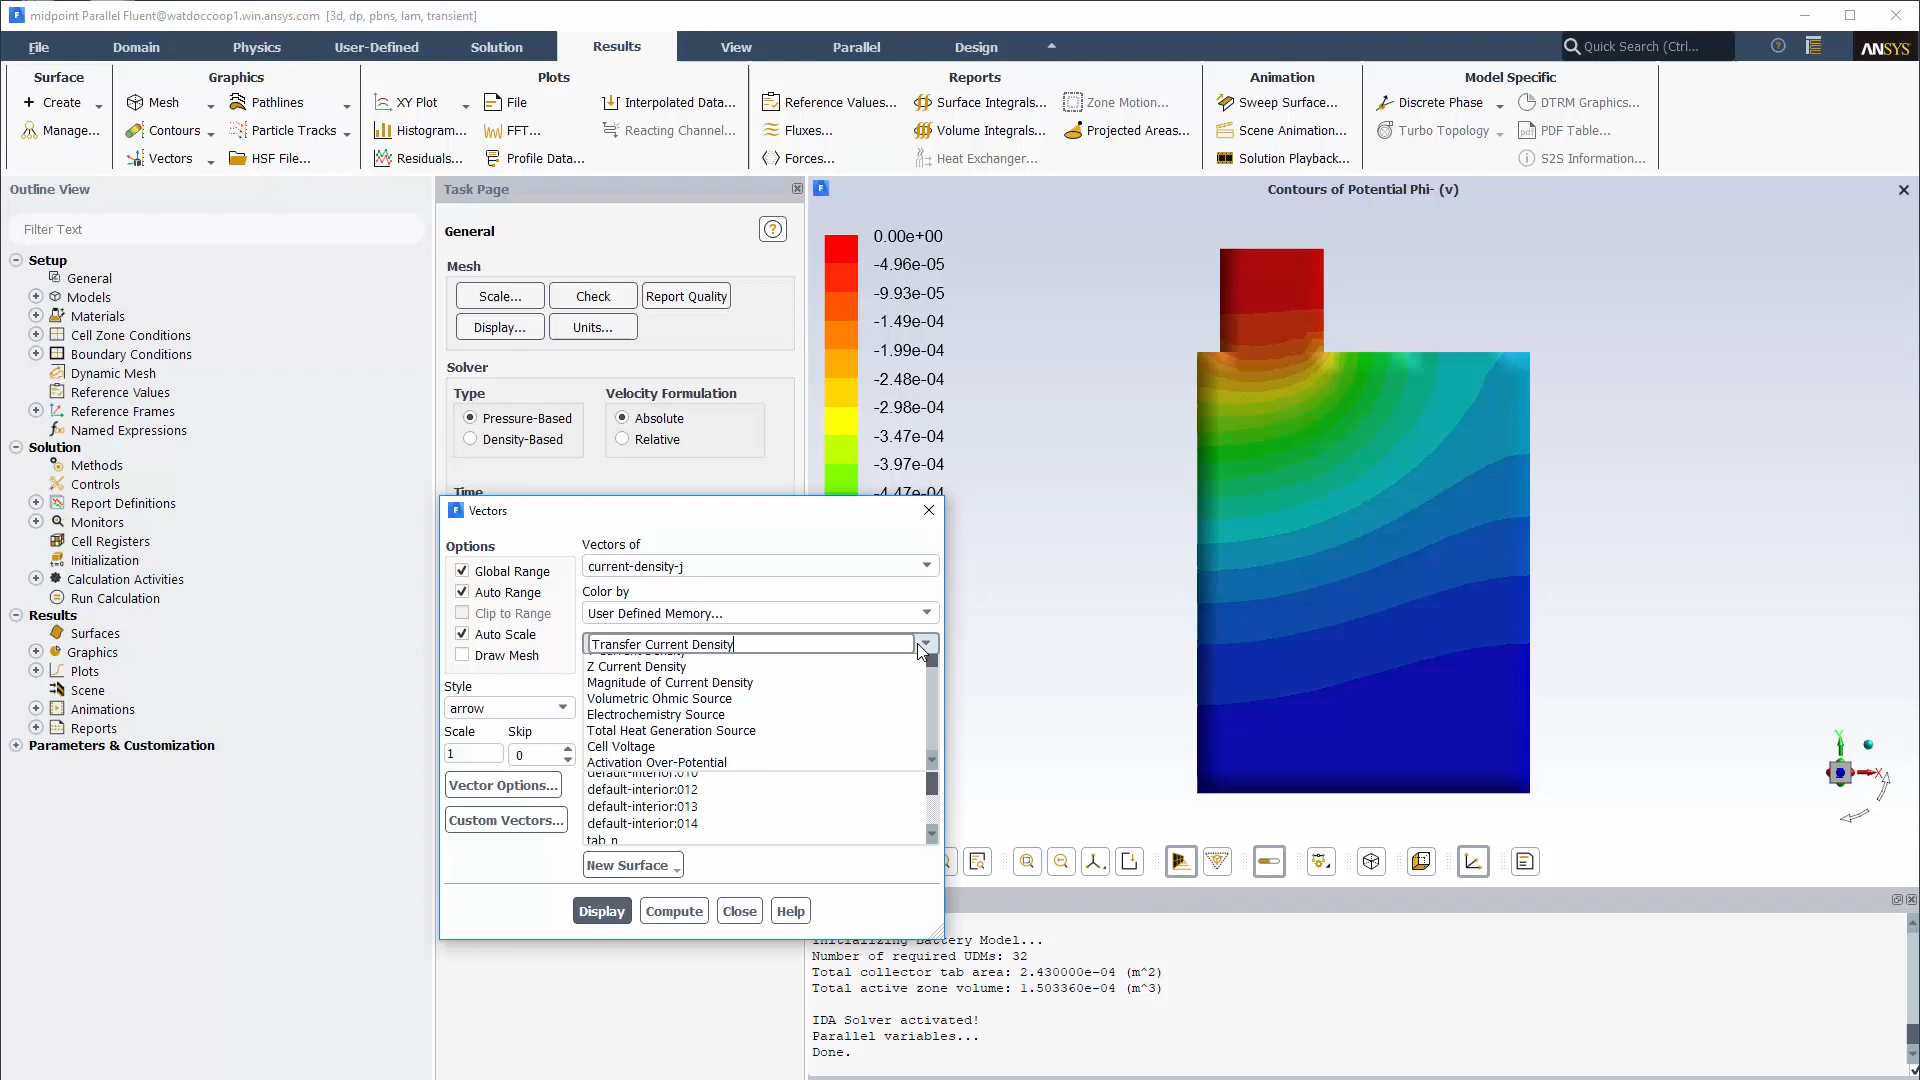 midpoint Parallel Fluent@watdoccoop1.win.ansys.com [3d, dp, pbns, lam, transient]
File Domain Physics User-Defined Solution Results View Parallel Design Quick Search (Ctrl... ANSYS
Surface Graphics Plots Reports Animation Model Specific
Create Mesh Pathlines XY Plot File Interpolated Data... Reference Values... Surface Integrals... Zone Motion... Sweep Surface... Discrete Phase DTRM Graphics...
Manage... Contours Particle Tracks Histogram... FFT... Reacting Channel... Fluxes... Volume Integrals... Projected Areas... Scene Animation... Turbo Topology PDF Table...
Vectors HSF File... Residuals... Profile Data... Forces... Heat Exchanger... Solution Playback... S2S Information...
Outline View
Filter Text
Setup
General
Models
Materials
Cell Zone Conditions
Boundary Conditions
Dynamic Mesh
Reference Values
Reference Frames
Named Expressions
Solution
Methods
Controls
Report Definitions
Monitors
Cell Registers
Initialization
Calculation Activities
Run Calculation
Results
Surfaces
Graphics
Plots
Scene
Animations
Reports
Parameters & Customization
Task Page
General
Mesh
Scale... Check Report Quality
Display... Units...
Solver
Type Velocity Formulation
Pressure-Based Absolute
Density-Based Relative
Time
Vectors
Options
Global Range
Auto Range
Clip to Range
Auto Scale
Draw Mesh
Style
arrow
Scale Skip
1 0
Vector Options...
Custom Vectors...
Vectors of
current-density-j
Color by
User Defined Memory...
Transfer Current Density
Z Current Density
Magnitude of Current Density
Volumetric Ohmic Source
Electrochemistry Source
Total Heat Generation Source
Cell Voltage
Activation Over-Potential
default-interior:010
default-interior:012
default-interior:013
default-interior:014
tab_n
New Surface
Display Compute Close Help
Contours of Potential Phi- (v)
0.00e+00
-4.96e-05
-9.93e-05
-1.49e-04
-1.99e-04
-2.48e-04
-2.98e-04
-3.47e-04
-3.97e-04
-4.47e-04
Y
X
Initializing Battery Model...
Number of required UDMs: 32
Total collector tab area: 2.430000e-04 (m^2)
Total active zone volume: 1.503360e-04 (m^3)
IDA Solver activated!
Parallel variables...
Done.